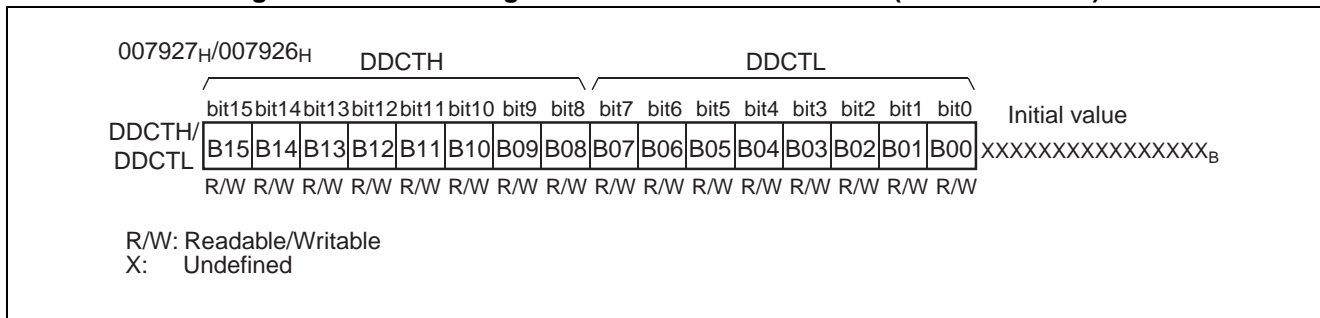 007927H/007926H
DDCTH DDCTL
bit15 bit14 bit13 bit12 bit11 bit10 bit9 bit8 bit7 bit6 bit5 bit4 bit3 bit2 bit1 bit0 Initial value
DDCTH/
DDCTL B15 B14 B13 B12 B11 B10 B09 B08 B07 B06 B05 B04 B03 B02 B01 B00 XXXXXXXXXXXXXXXXB
R/W R/W R/W R/W R/W R/W R/W R/W R/W R/W R/W R/W R/W R/W R/W R/W
R/W: Readable/Writable
X: Undefined